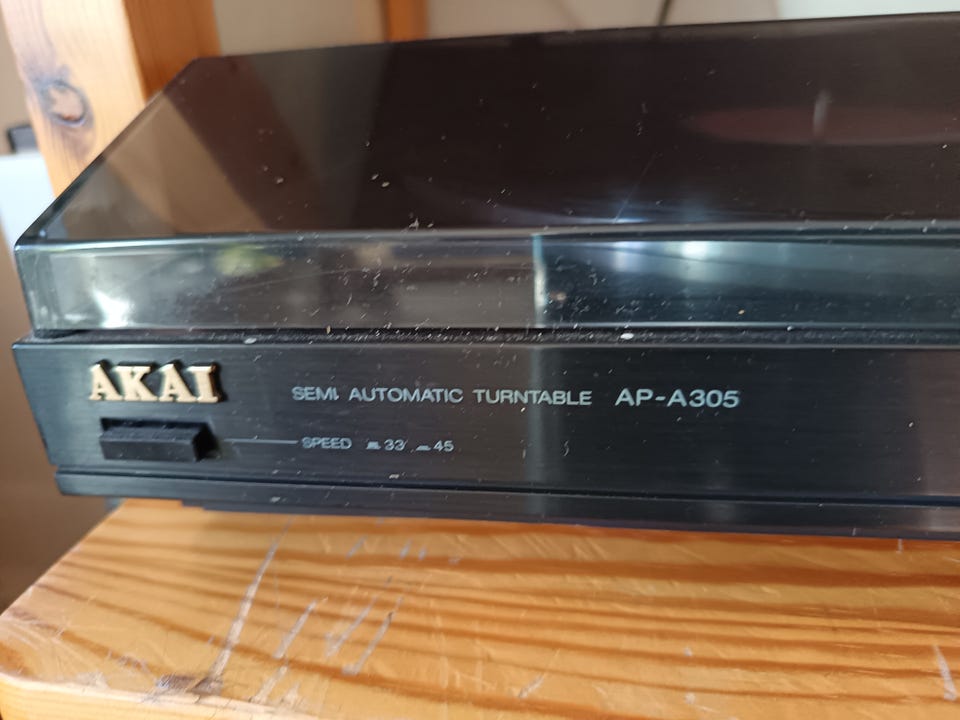 AKAI
SEMI AUTOMATIC TURNTABLE AP-A305
SPEED 33 45